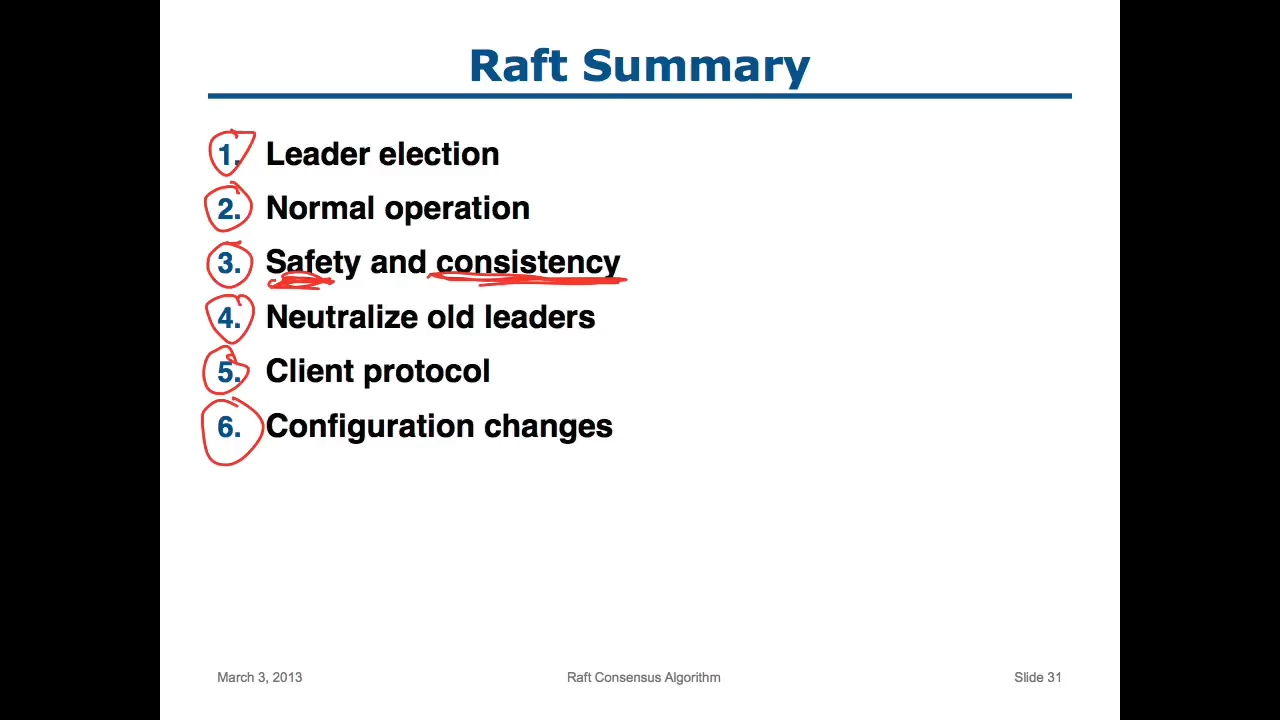 Raft Summary
1. Leader election
2. Normal operation
3. Safety and consistency
4. Neutralize old leaders
5. Client protocol
6. Configuration changes
March 3, 2013 Raft Consensus Algorithm Slide 31